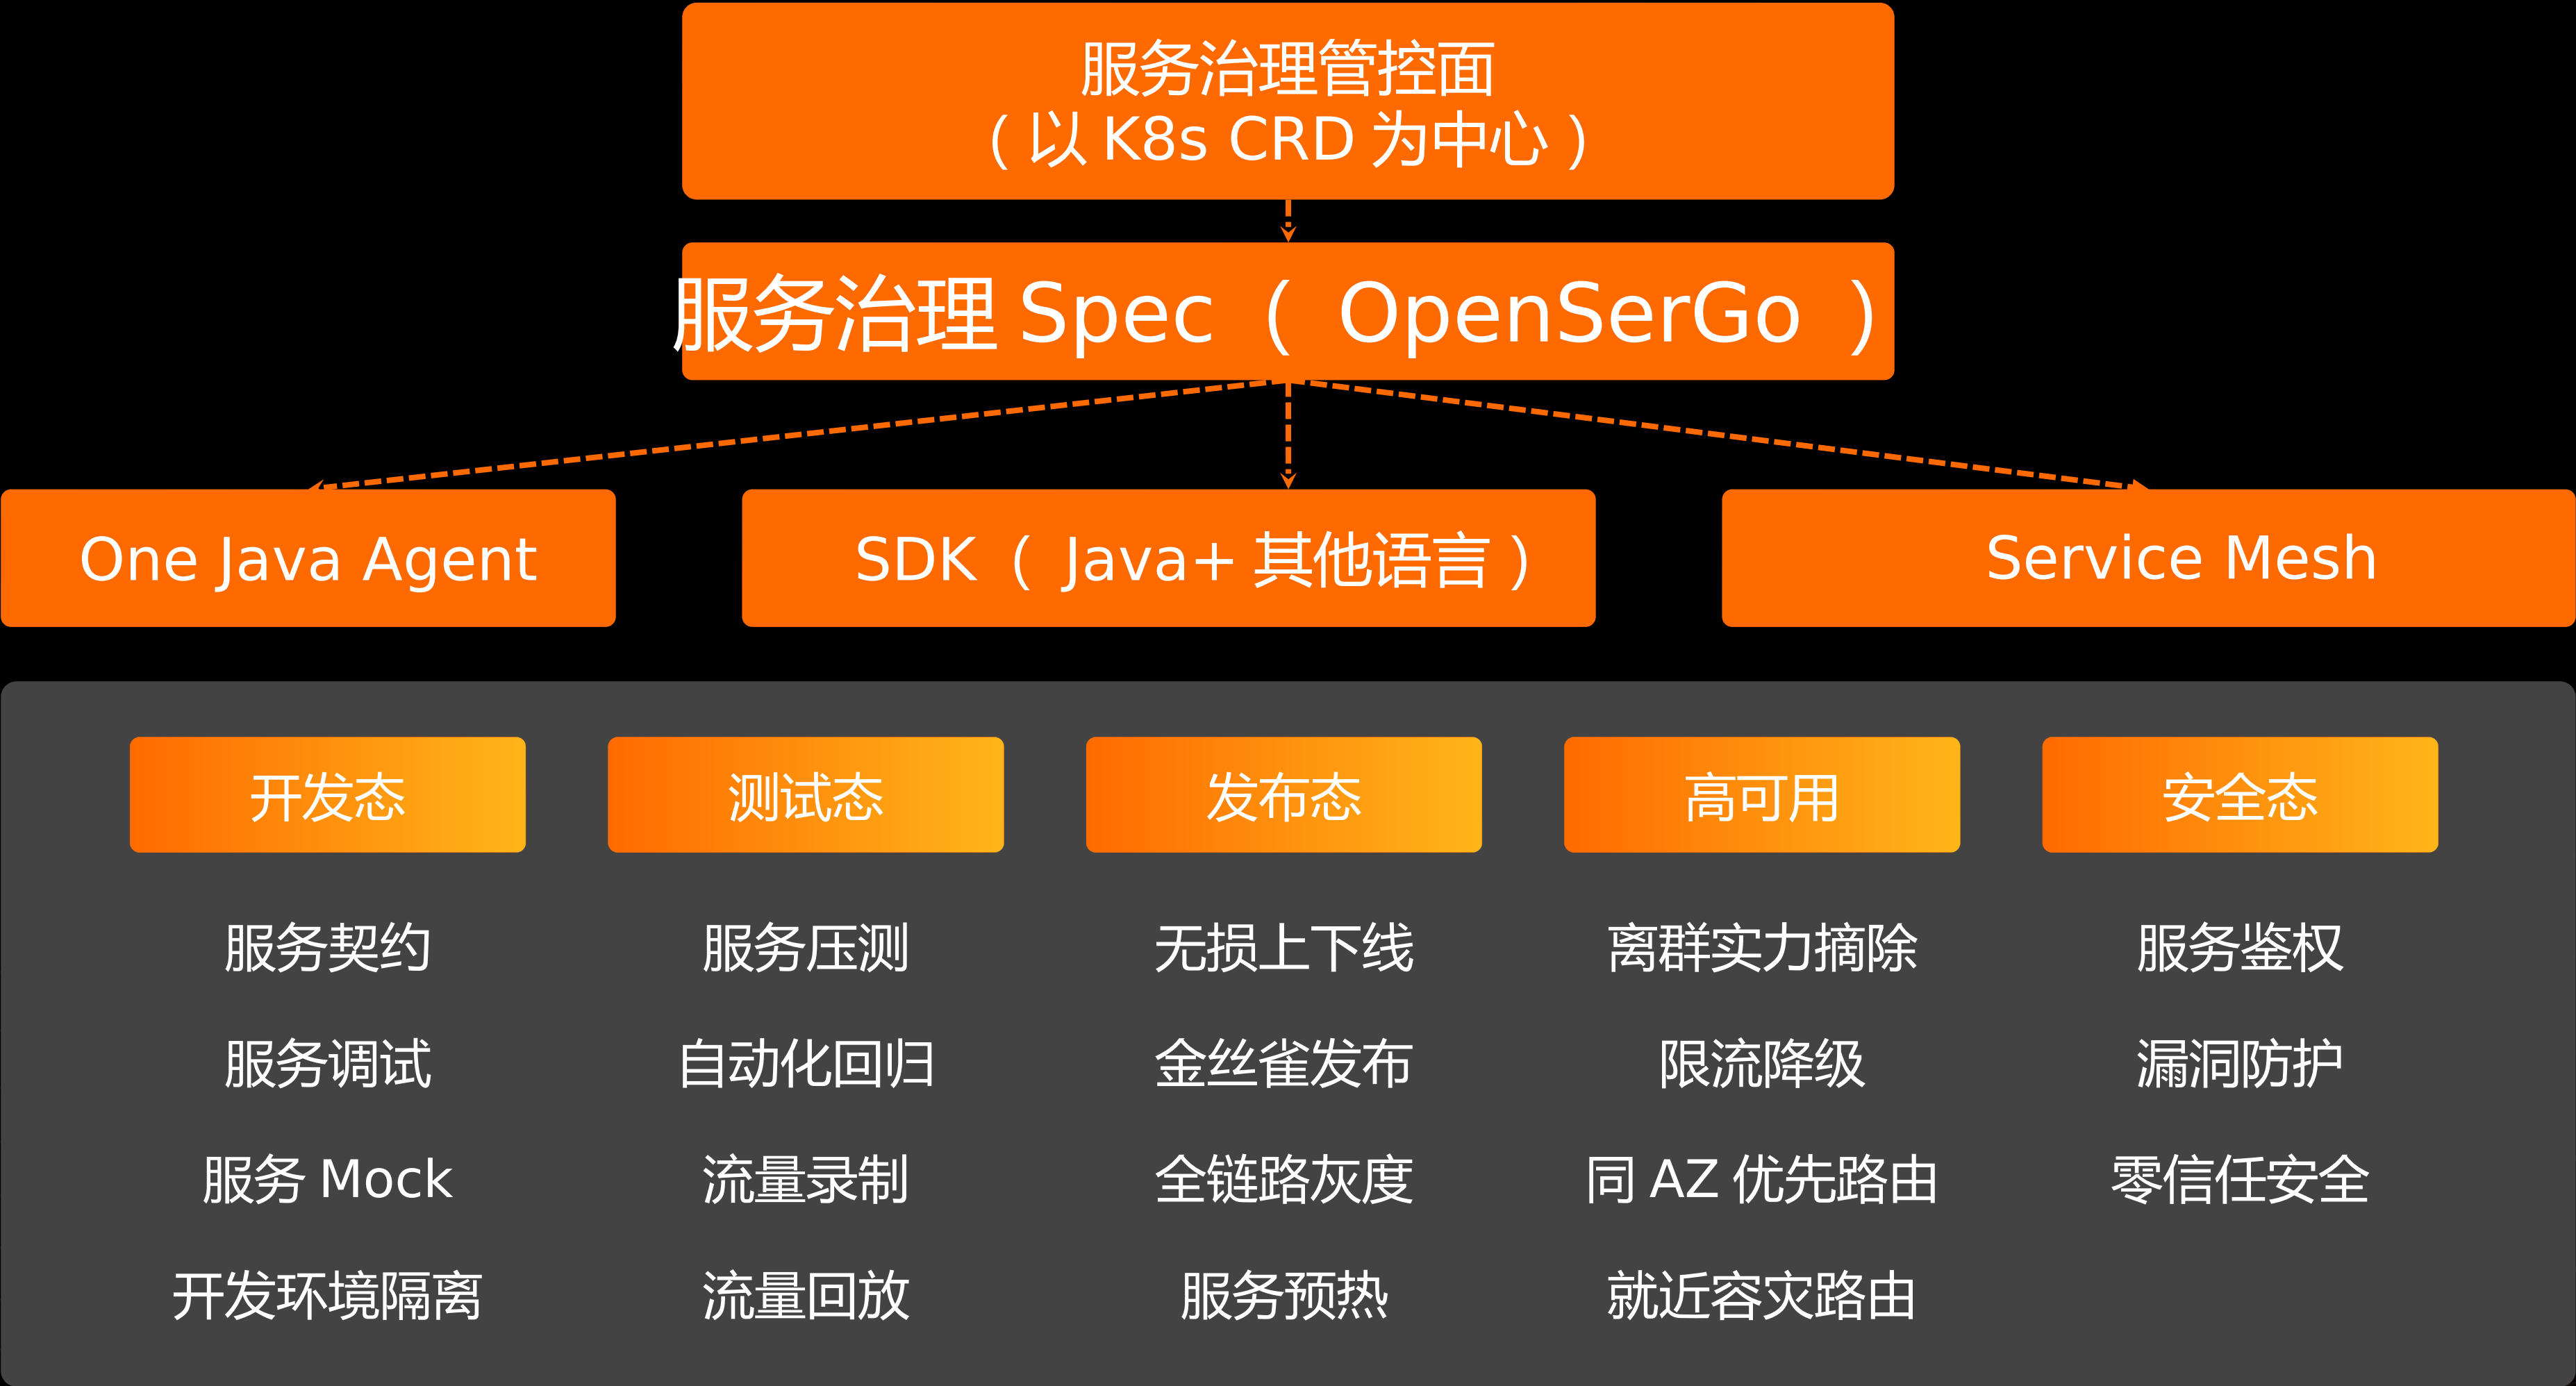 服务治理管控面
（以 K8s CRD 为中心）
服务治理 Spec（ OpenSerGo ）
One Java Agent
SDK（ Java+ 其他语言）
Service Mesh
开发态
测试态
发布态
高可用
安全态
服务契约
服务压测
无损上下线
离群实力摘除
服务鉴权
服务调试
自动化回归
金丝雀发布
限流降级
漏洞防护
服务 Mock
流量录制
全链路灰度
同 AZ 优先路由
零信任安全
开发环境隔离
流量回放
服务预热
就近容灾路由